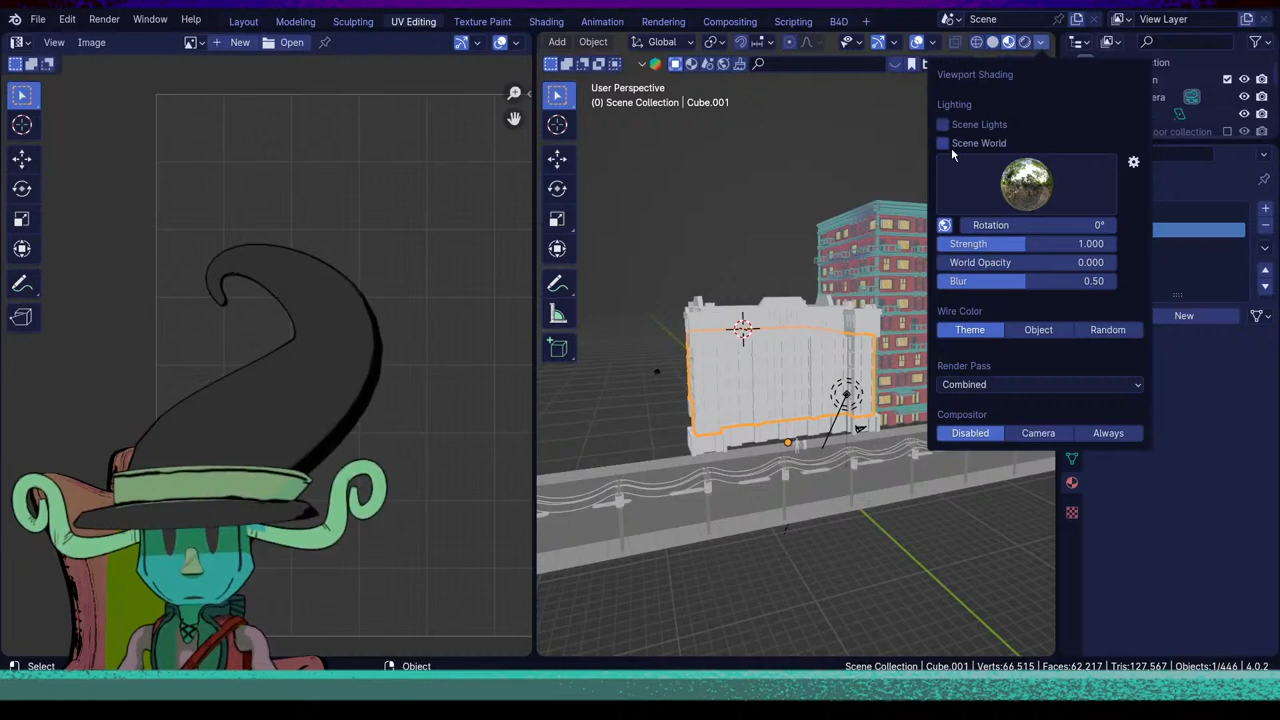 File Edit Render Window Help
Layout Modeling Sculpting UV Editing Texture Paint Shading Animation Rendering Compositing Scripting B4D +
Scene
View Layer
View Image
New Open
Add Object
Global
User Perspective
(0) Scene Collection | Cube.001
Viewport Shading
Lighting
Scene Lights
Scene World
Rotation 0°
Strength 1.000
World Opacity 0.000
Blur 0.50
Wire Color
Theme Object Random
Render Pass
Combined
Compositor
Disabled Camera Always
New
Select
Object
Scene Collection | Cube.001 | Verts:66,515 | Faces:62,217 | Tris:127,567 | Objects:1/446 | 4.0.2